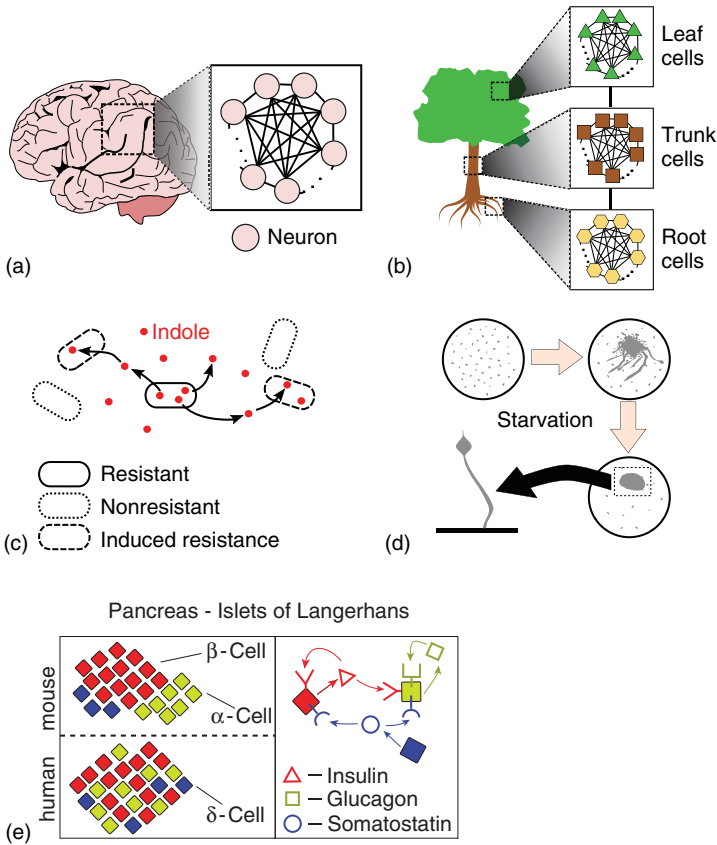 Neuron
(a)
Leaf
cells
Trunk
cells
Root
cells
(b)
Indole
Resistant
Nonresistant
Induced resistance
(c)
Starvation
(d)
Pancreas - Islets of Langerhans
mouse
human
β-Cell
α-Cell
δ-Cell
– Insulin
– Glucagon
– Somatostatin
(e)